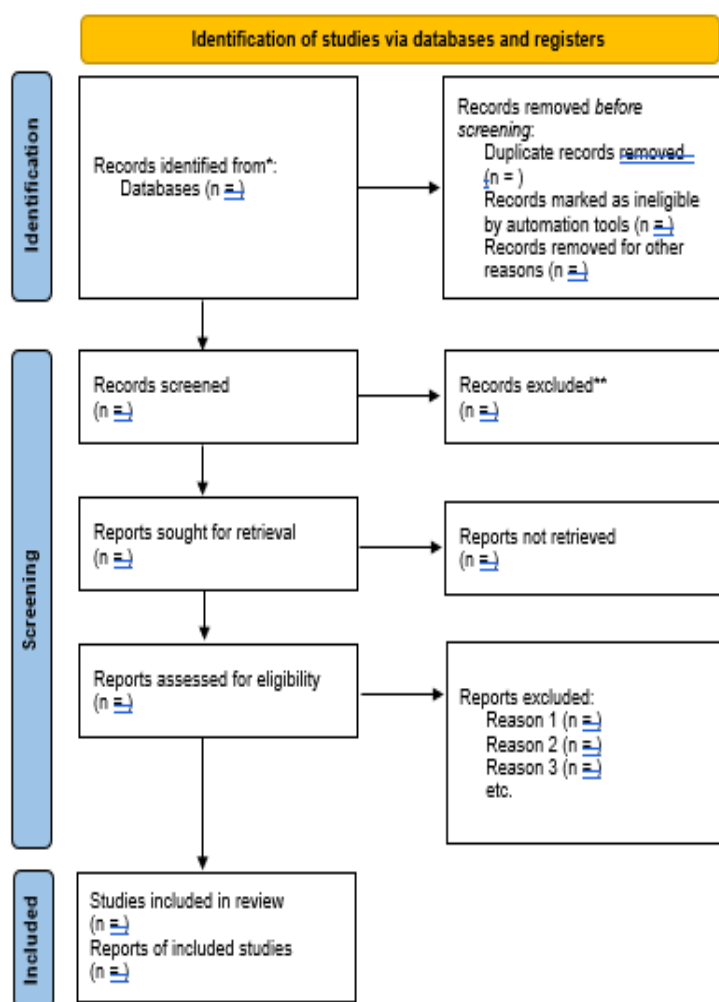 Identification of studies via databases and registers
Identification
Records identified from*:
Databases (n = )
Records removed before
screening:
Duplicate records removed
(n = )
Records marked as ineligible
by automation tools (n = )
Records removed for other
reasons (n = )
Screening
Records screened
(n = )
Records excluded**
(n = )
Reports sought for retrieval
(n = )
Reports not retrieved
(n = )
Reports assessed for eligibility
(n = )
Reports excluded:
Reason 1 (n = )
Reason 2 (n = )
Reason 3 (n = )
etc.
Included
Studies included in review
(n = )
Reports of included studies
(n = )